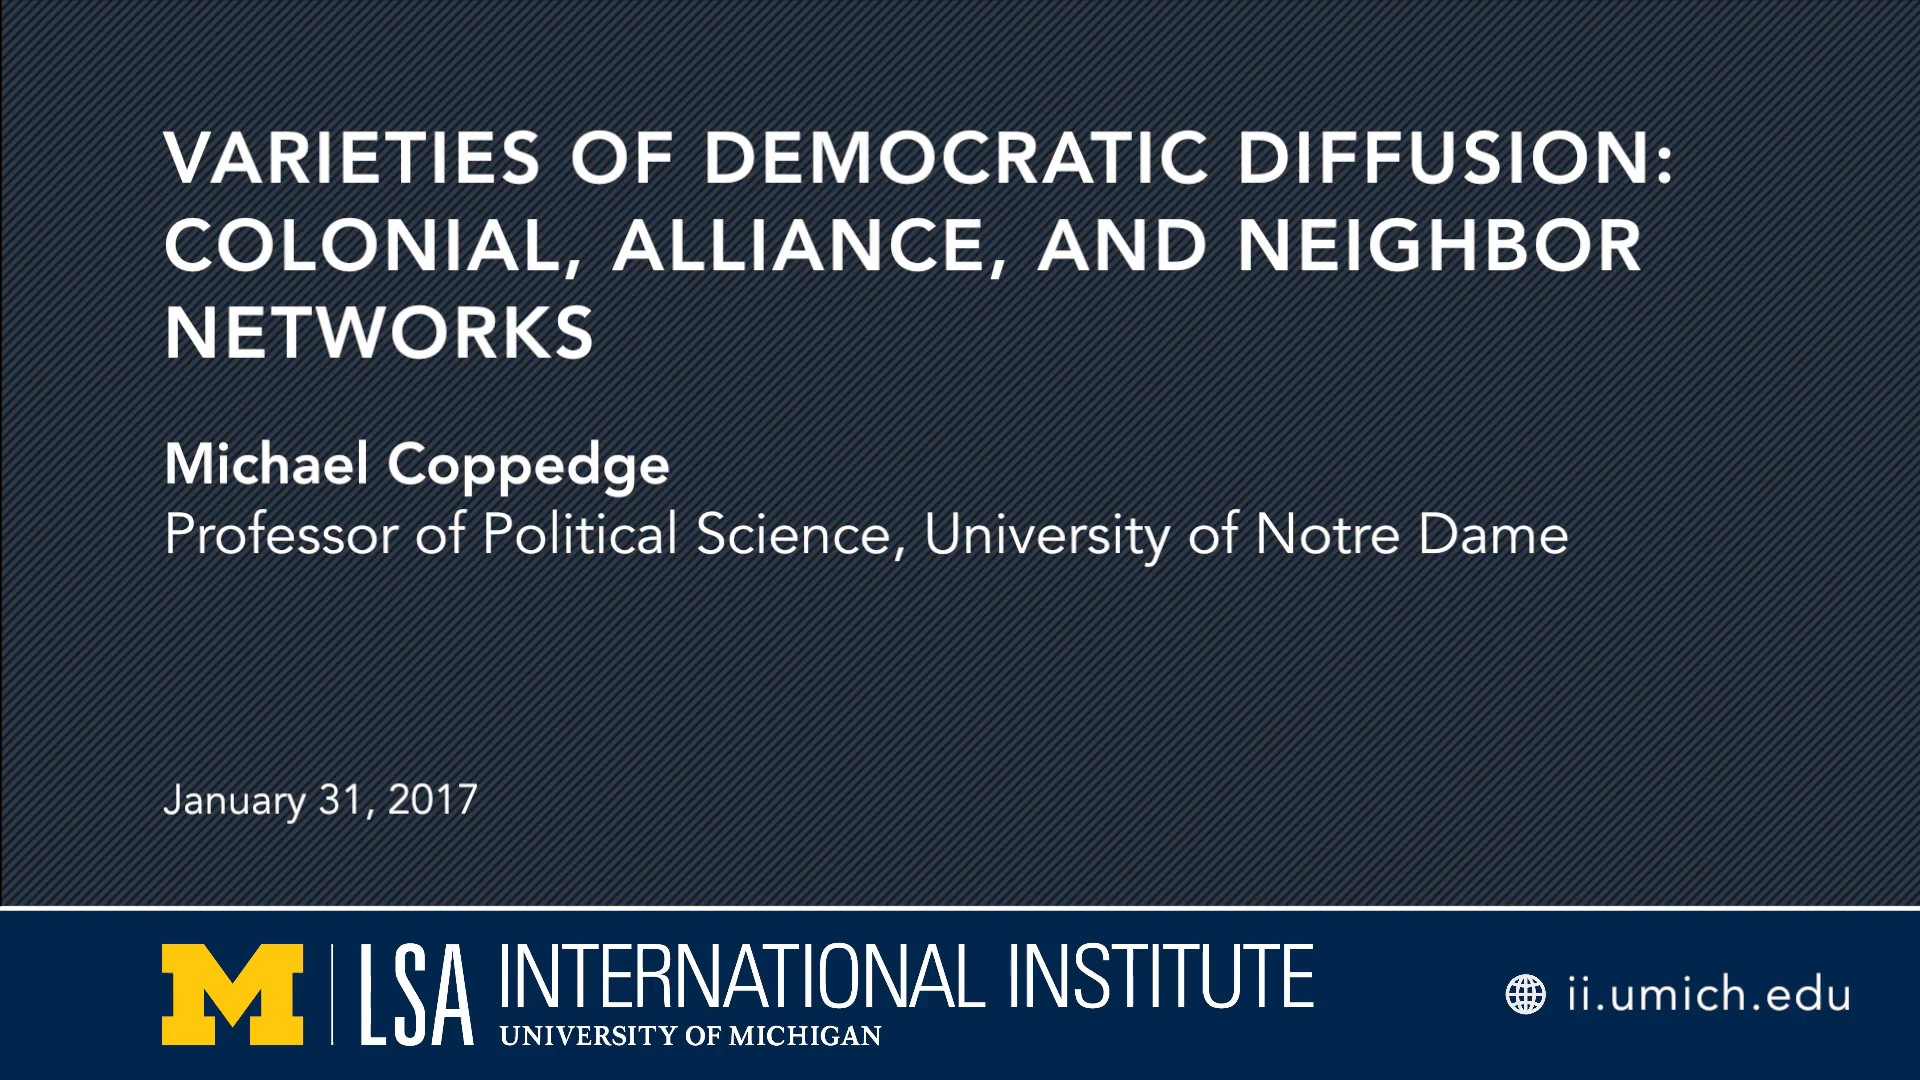 VARIETIES OF DEMOCRATIC DIFFUSION:
COLONIAL, ALLIANCE, AND NEIGHBOR
NETWORKS
Michael Coppedge
Professor of Political Science, University of Notre Dame
January 31, 2017
M LSA INTERNATIONAL INSTITUTE
UNIVERSITY OF MICHIGAN
ii.umich.edu